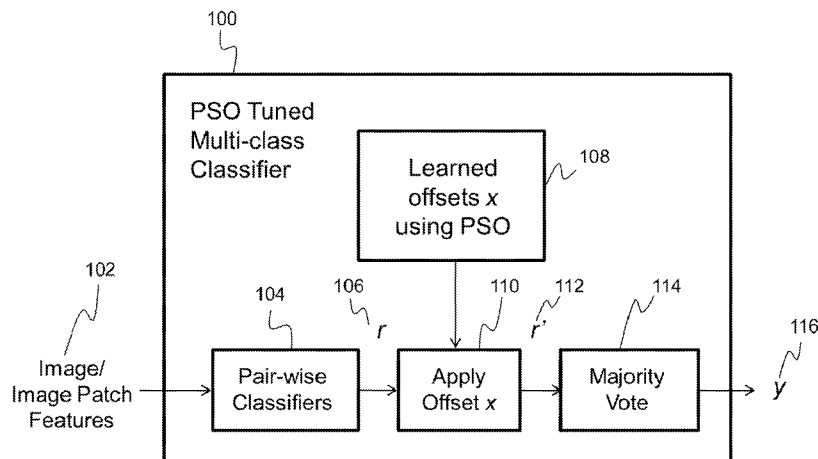 100
PSO Tuned
Multi-class
Classifier
Learned
offsets x
using PSO
108
102
106
104
110
112
114
116
r
r'
y
Image/
Image Patch
Features
Pair-wise
Classifiers
Apply
Offset x
Majority
Vote